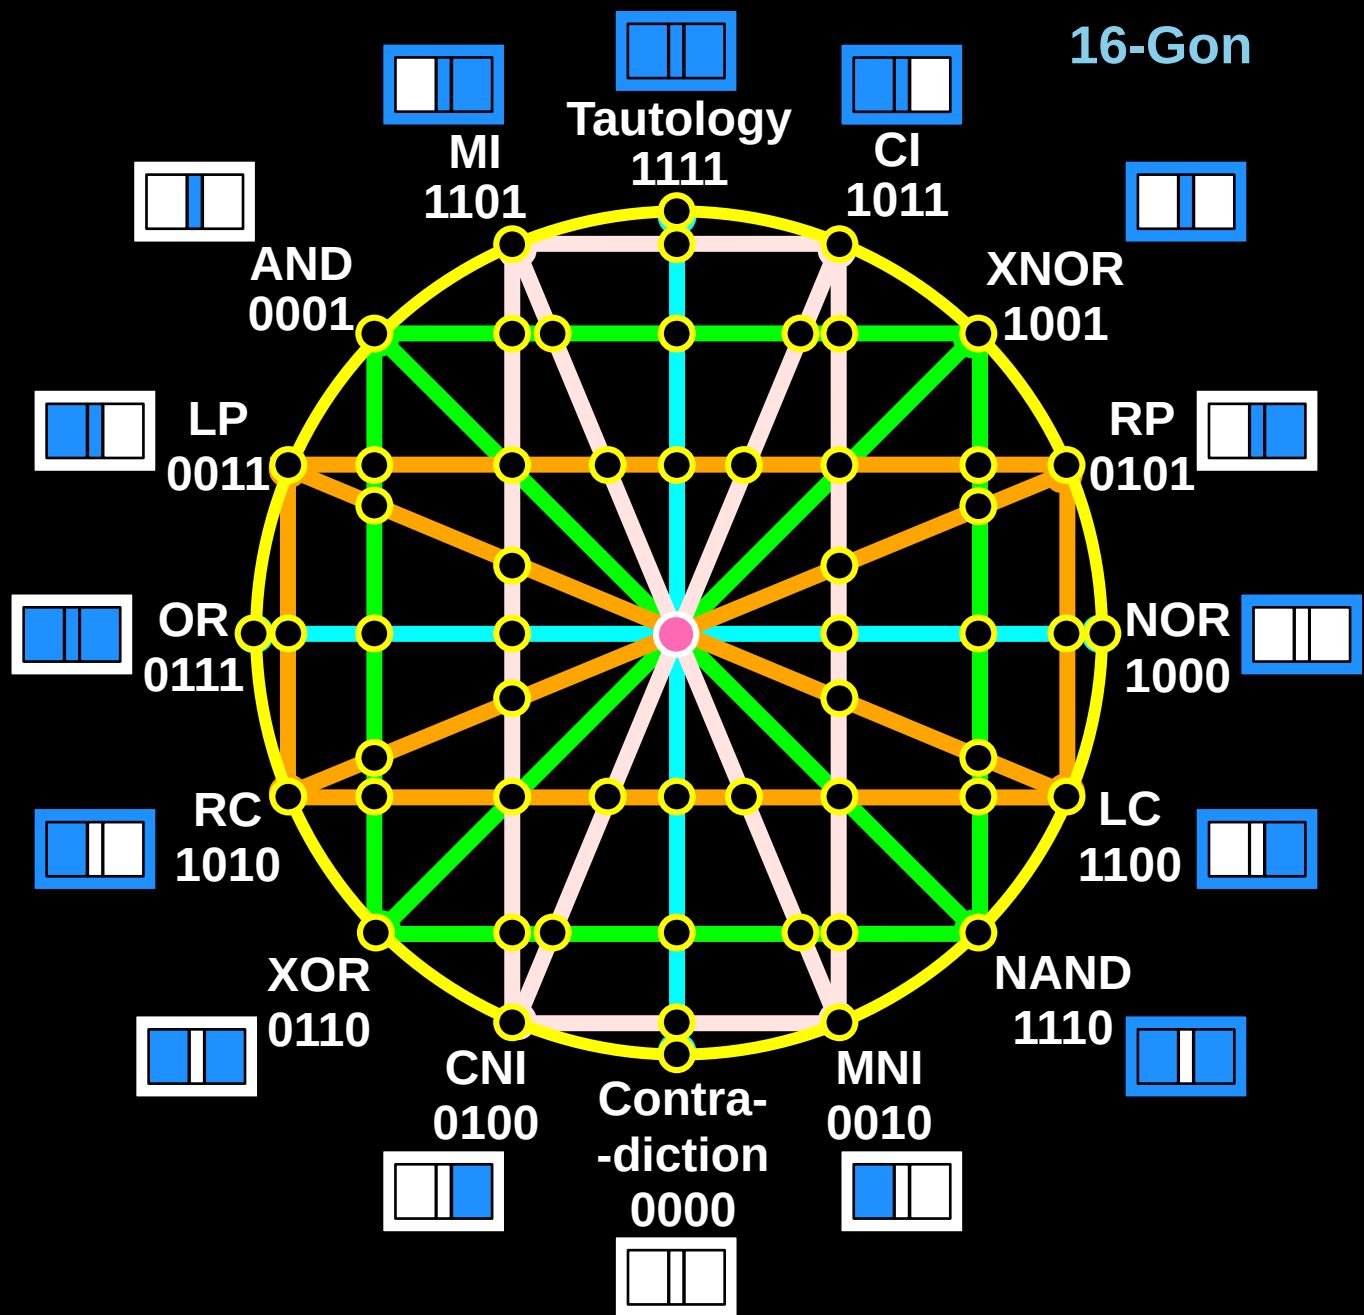 16-Gon
Tautology
1111
MI
1101
CI
1011
AND
0001
XNOR
1001
LP
0011
RP
0101
OR
0111
NOR
1000
RC
1010
LC
1100
XOR
0110
NAND
1110
CNI
0100
Contra-
-diction
0000
MNI
0010